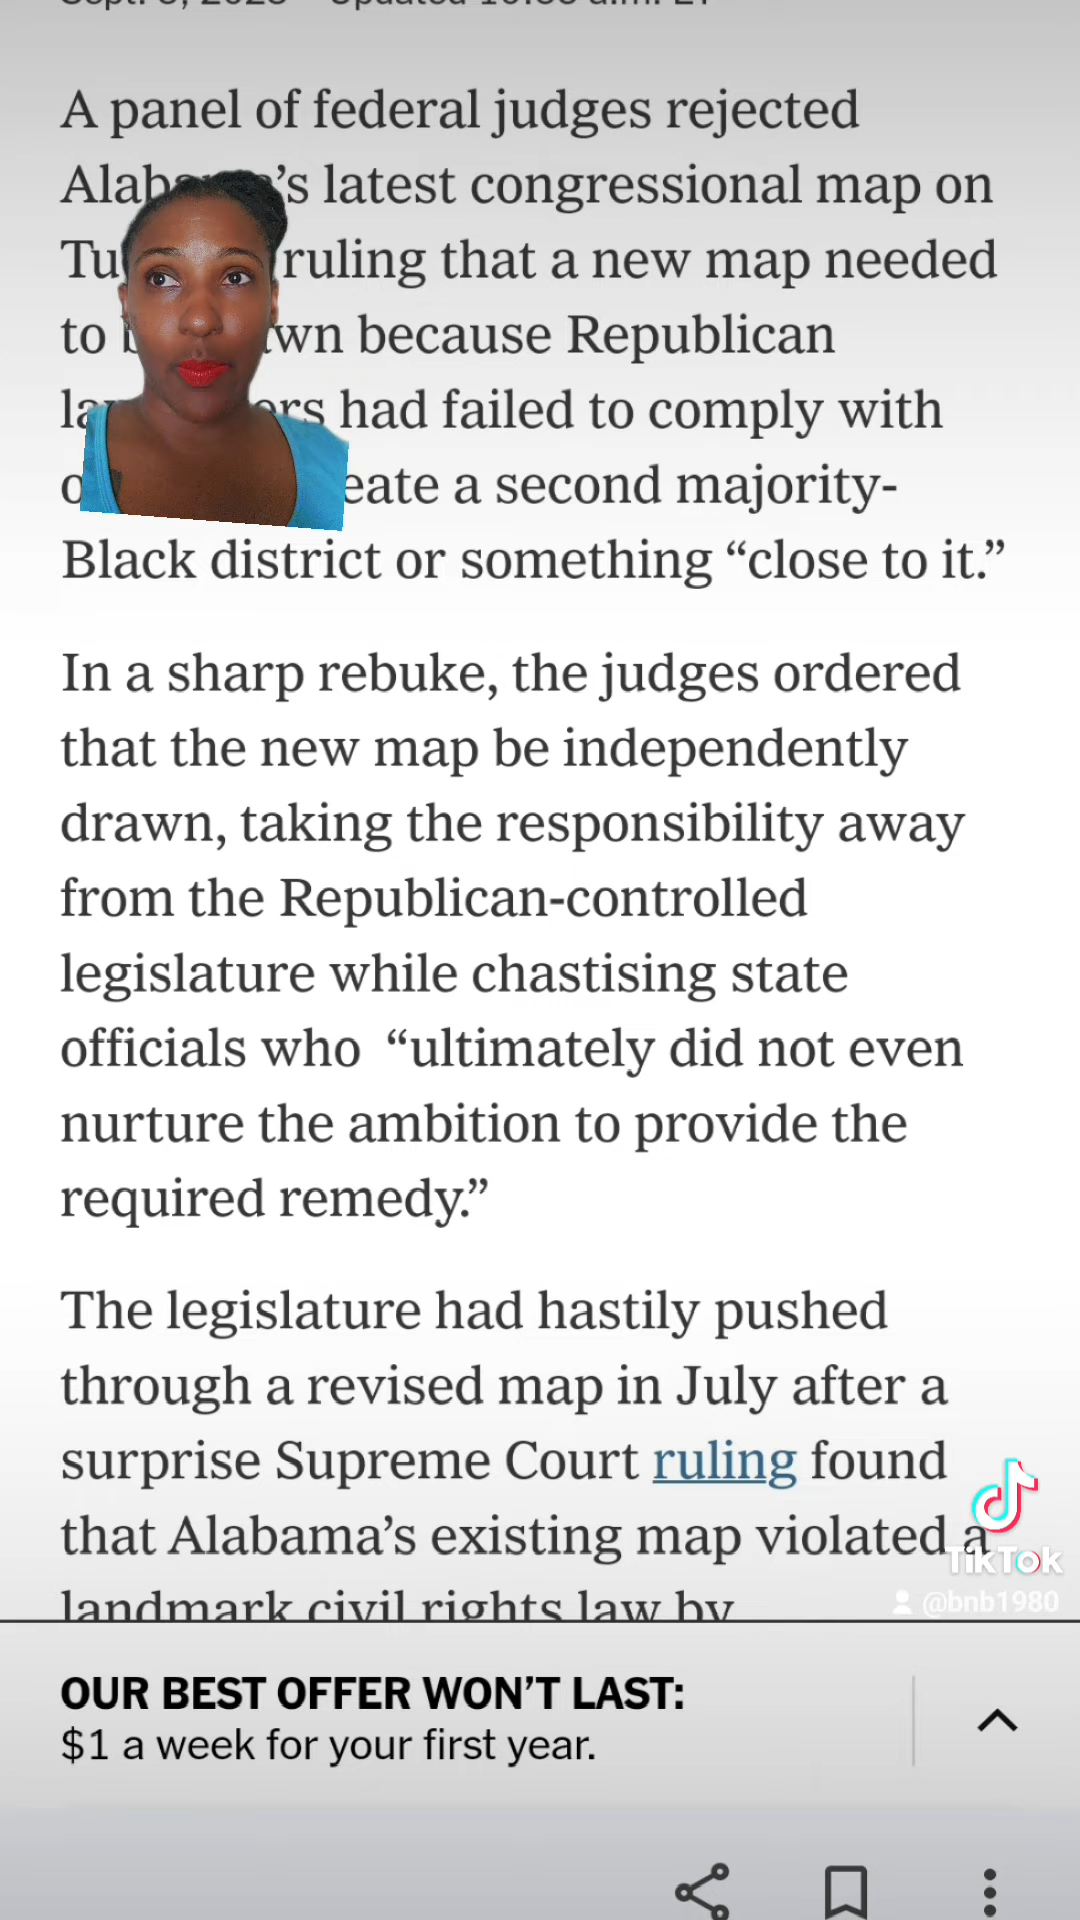 A panel of federal judges rejected
's latest congressional map on
ruling that a new map needed
to because Republican
had failed to comply with
a second majority-
Black district or something “close to it.”
In a sharp rebuke, the judges ordered
that the new map be independently
drawn, taking the responsibility away
from the Republican-controlled
legislature while chastising state
officials who “ultimately did not even
nurture the ambition to provide the
required remedy.”
The legislature had hastily pushed
through a revised map in July after a
surprise Supreme Court ruling found
that Alabama’s existing map violated a
landmark civil rights law by
TikTok
@bnb1980
OUR BEST OFFER WON’T LAST:
$1 a week for your first year.